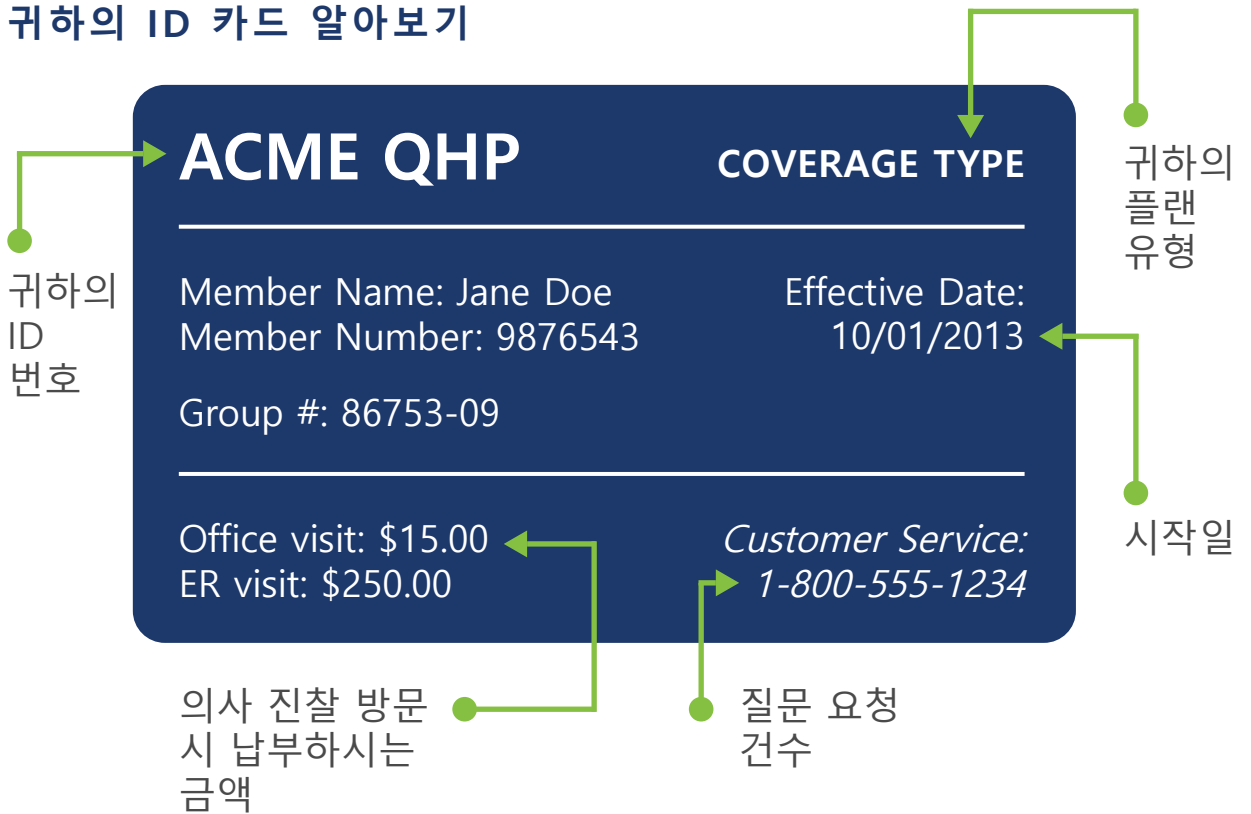 귀하의 ID 카드 알아보기
ACME QHP
COVERAGE TYPE
귀하의
플랜
유형
귀하의
ID
번호
Member Name: Jane Doe
Member Number: 9876543
Effective Date:
10/01/2013
Group #: 86753-09
시작일
Office visit: $15.00
ER visit: $250.00
Customer Service:
1-800-555-1234
의사 진찰 방문
시 납부하시는
금액
질문 요청
건수